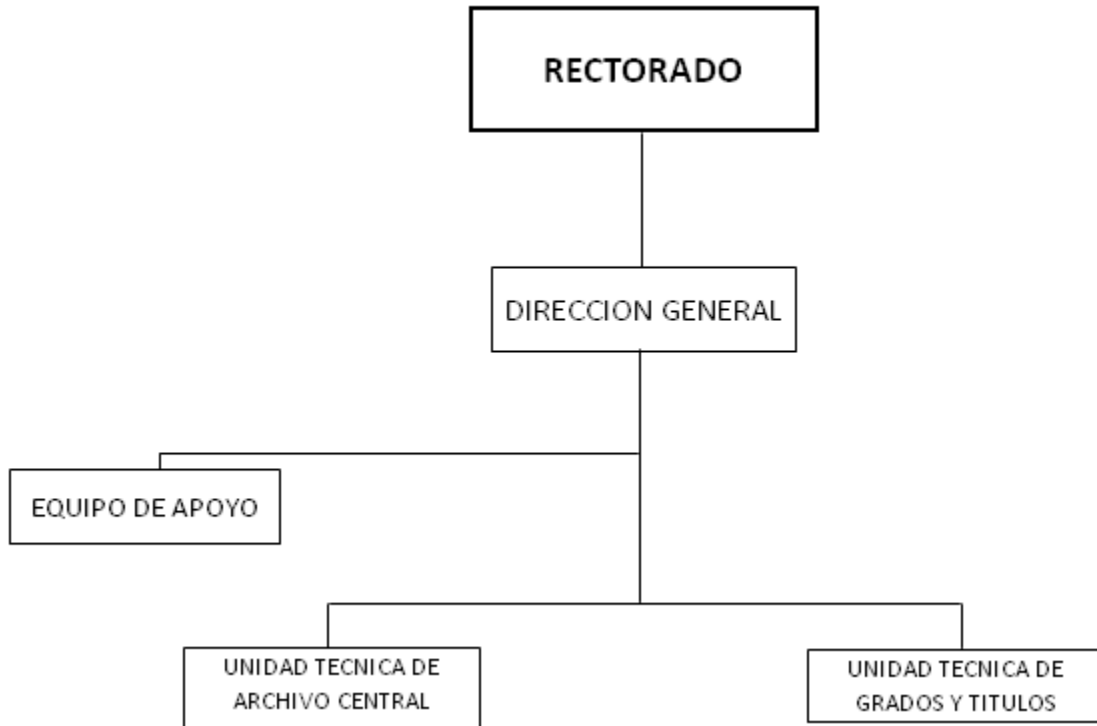 RECTORADO
DIRECCION GENERAL
EQUIPO DE APOYO
UNIDAD TECNICA DE
ARCHIVO CENTRAL
UNIDAD TECNICA DE
GRADOS Y TITULOS